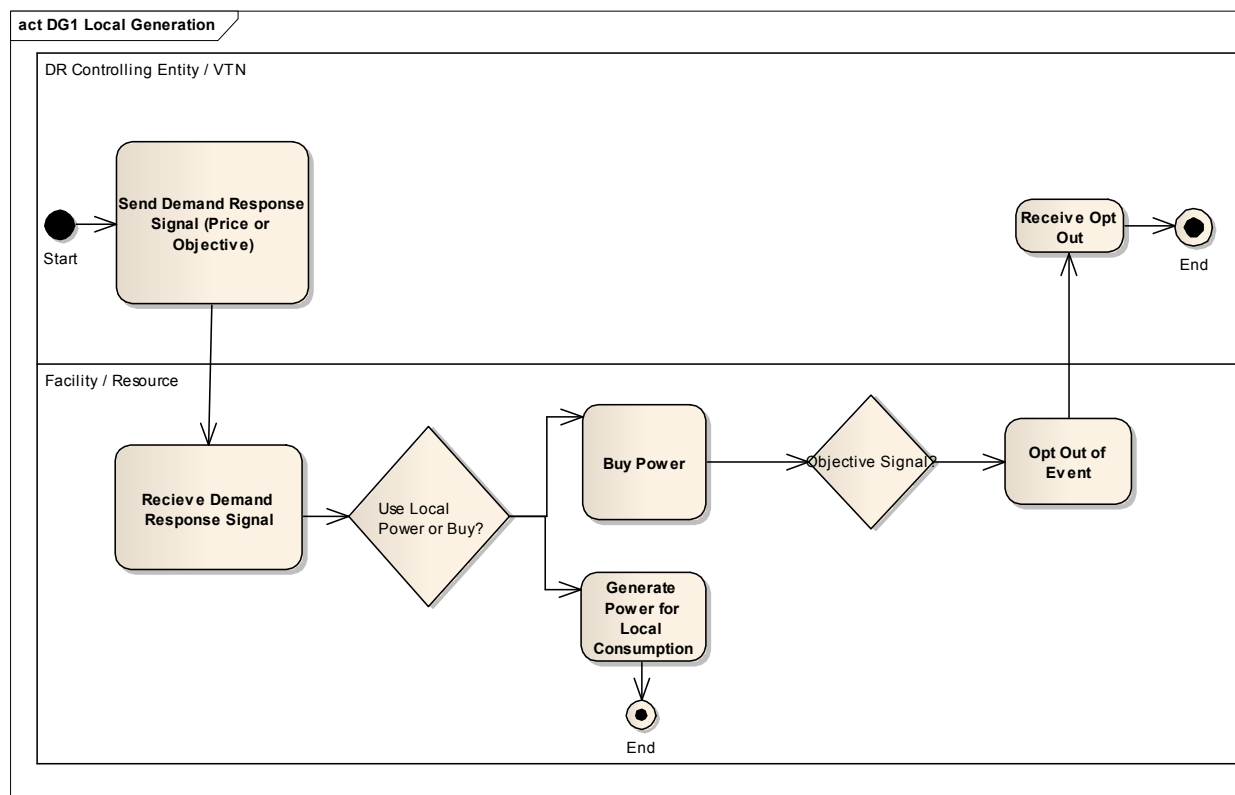 act DG1 Local Generation
DR Controlling Entity / VTN
Send Demand Response
Signal (Price or
Objective)
Start
Receive Opt
Out
End
Facility / Resource
Recieve Demand
Response Signal
Use Local
Power or Buy?
Buy Power
Objective Signal?
Opt Out of
Event
Generate
Power for
Local
Consumption
End